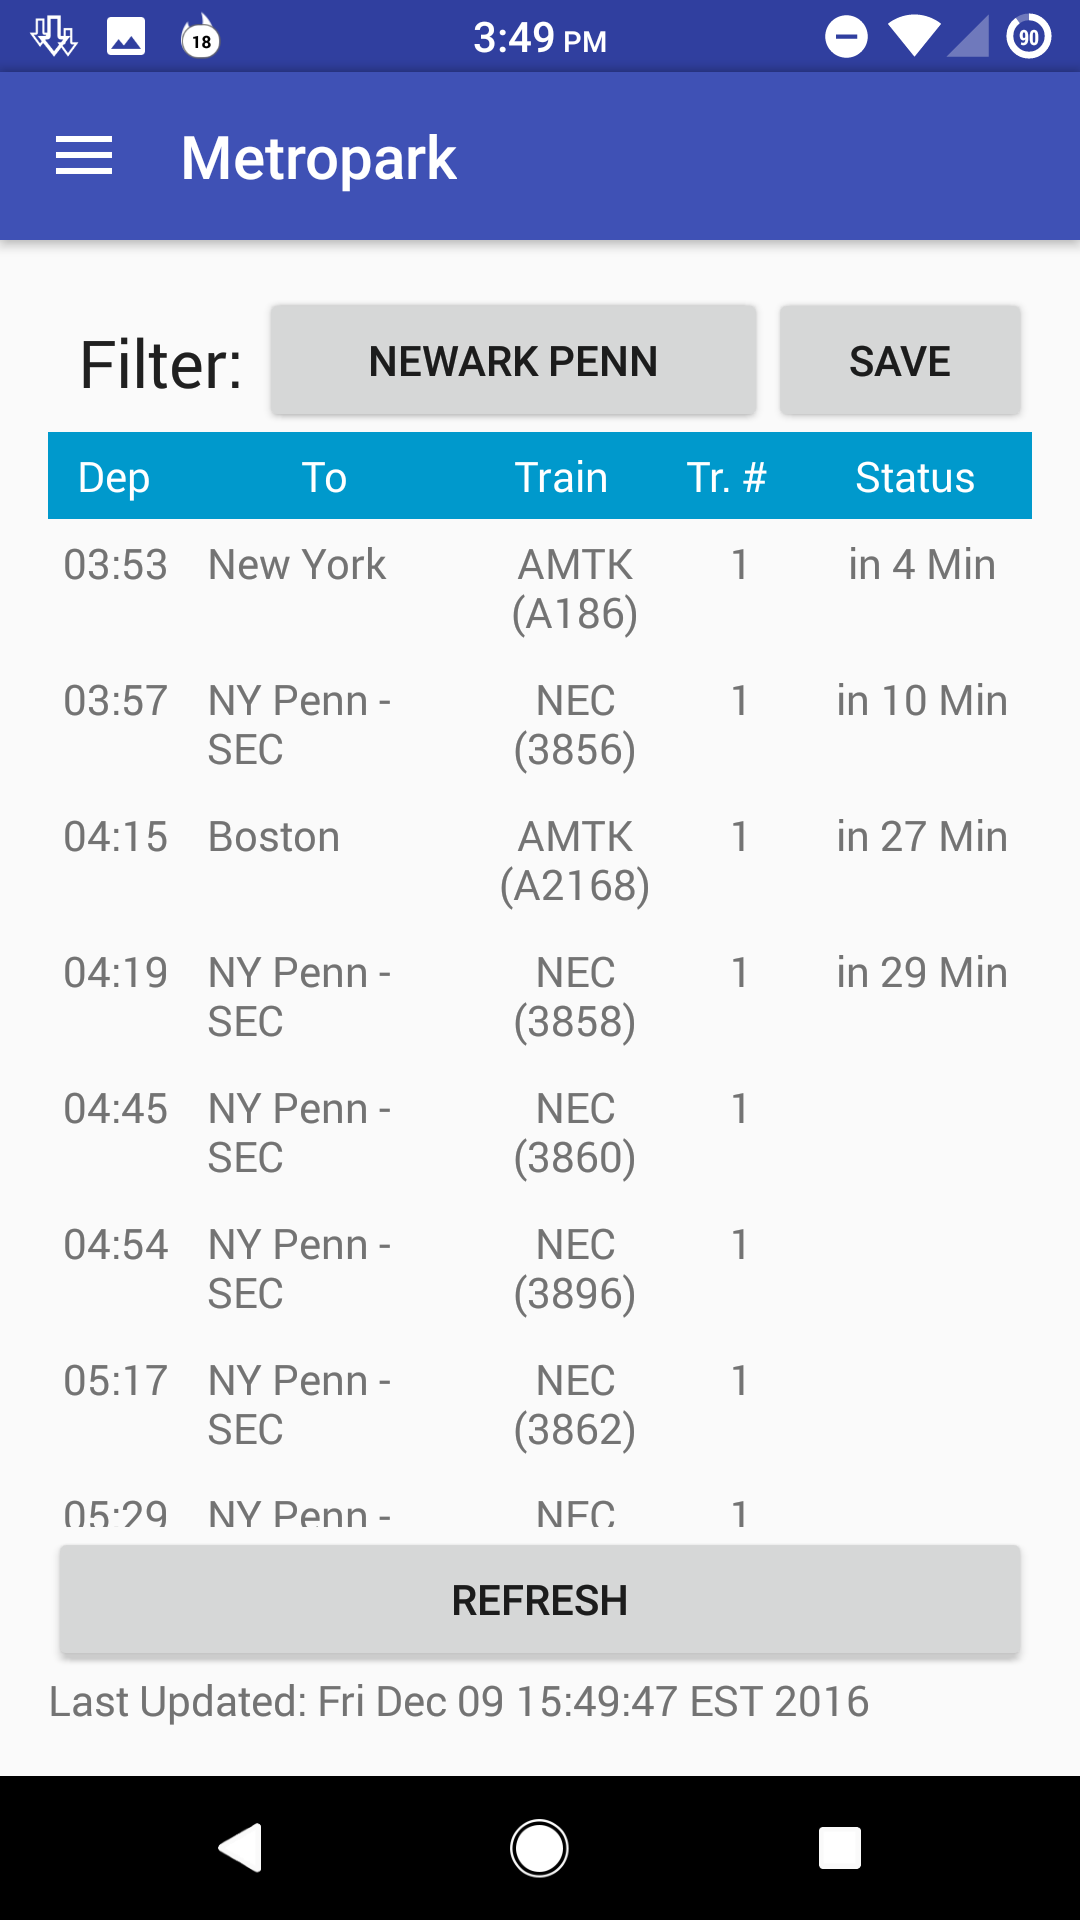 18 3:49 PM 90
Metropark
Filter: NEWARK PENN SAVE
Dep To Train Tr. # Status
03:53 New York AMTK 1 in 4 Min
(A186)
03:57 NY Penn - NEC 1 in 10 Min
SEC (3856)
04:15 Boston AMTK 1 in 27 Min
(A2168)
04:19 NY Penn - NEC 1 in 29 Min
SEC (3858)
04:45 NY Penn - NEC 1
SEC (3860)
04:54 NY Penn - NEC 1
SEC (3896)
05:17 NY Penn - NEC 1
SEC (3862)
05:29 NY Penn - NEC 1
REFRESH
Last Updated: Fri Dec 09 15:49:47 EST 2016